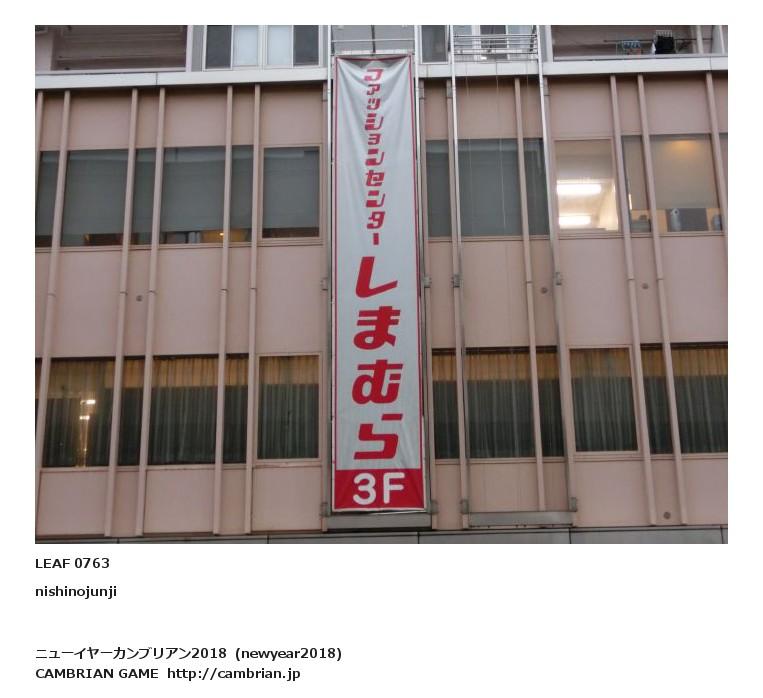 ファッションセンター
しまむら
3F
LEAF 0763
nishinojunji
ニューイヤーカンブリアン2018 (newyear2018)
CAMBRIAN GAME http://cambrian.jp